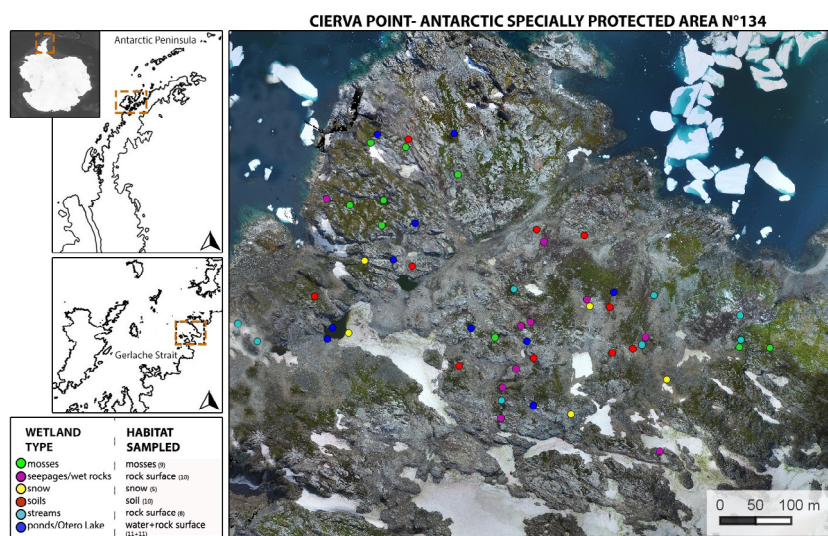 CIERVA POINT- ANTARCTIC SPECIALLY PROTECTED AREA N°134
Antarctic Peninsula
Gerlache Strait
WETLAND HABITAT
TYPE SAMPLED
mosses mosses (9)
seepages/wet rocks rock surface (10)
snow snow (5)
soils soil (10)
streams rock surface (8)
ponds/Otero Lake water+rock surface
(11+11)
0 50 100 m